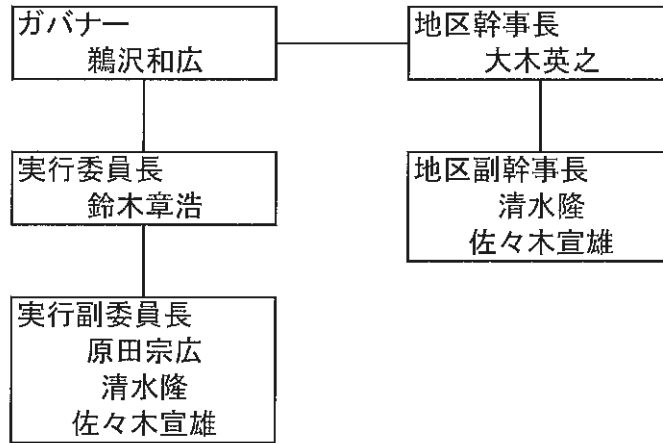 ガバナー
鵜沢和広
地区幹事長
大木英之
実行委員長
鈴木章浩
地区副幹事長
清水隆
佐々木宣雄
実行副委員長
原田宗広
清水隆
佐々木宣雄